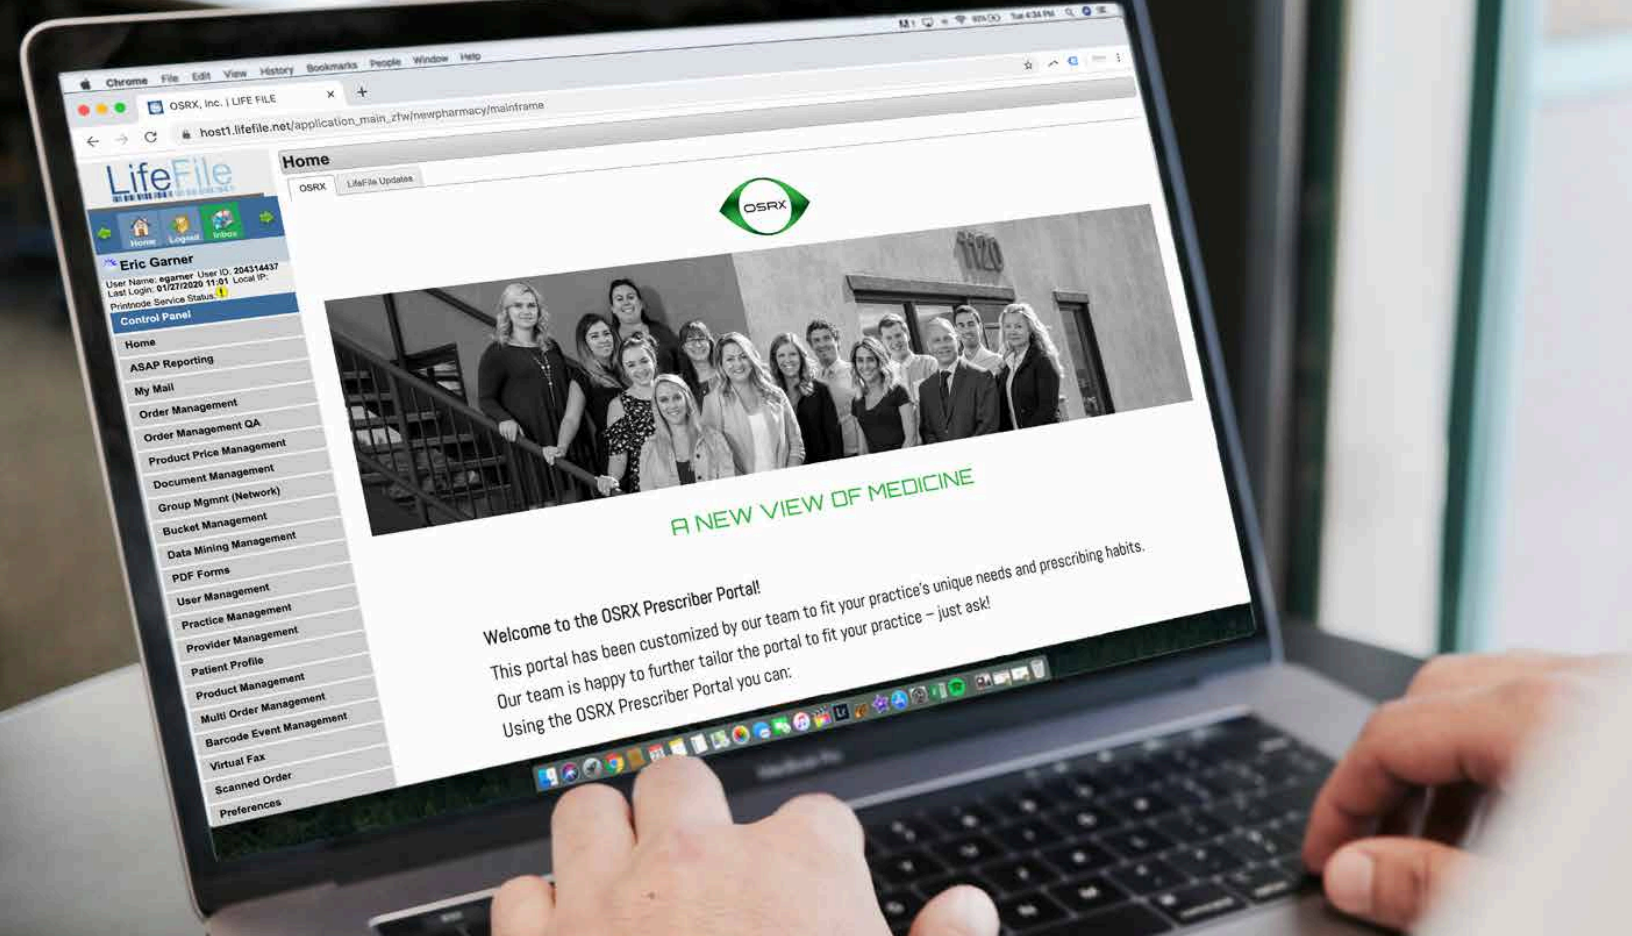 Chrome File Edit View History Bookmarks People Window Help
Tue 4:34 PM
OSRX, Inc. | LIFE FILE
host1.lifefile.net/application_main_zfw/newpharmacy/mainframe
LifeFile
Home
OSRX
LifeFile Updates
Home Logout Inbox
Eric Garner
User Name: egarner User ID: 204314437
Last Login: 01/27/2020 11:01 Local IP:
Printnode Service Status:
Control Panel
Home
ASAP Reporting
My Mail
Order Management
Order Management QA
Product Price Management
Document Management
Group Mgmnt (Network)
Bucket Management
Data Mining Management
PDF Forms
User Management
Practice Management
Provider Management
Patient Profile
Product Management
Multi Order Management
Barcode Event Management
Virtual Fax
Scanned Order
Preferences
OSRX
1120
A NEW VIEW OF MEDICINE
Welcome to the OSRX Prescriber Portal!
This portal has been customized by our team to fit your practice's unique needs and prescribing habits.
Our team is happy to further tailor the portal to fit your practice – just ask!
Using the OSRX Prescriber Portal you can: